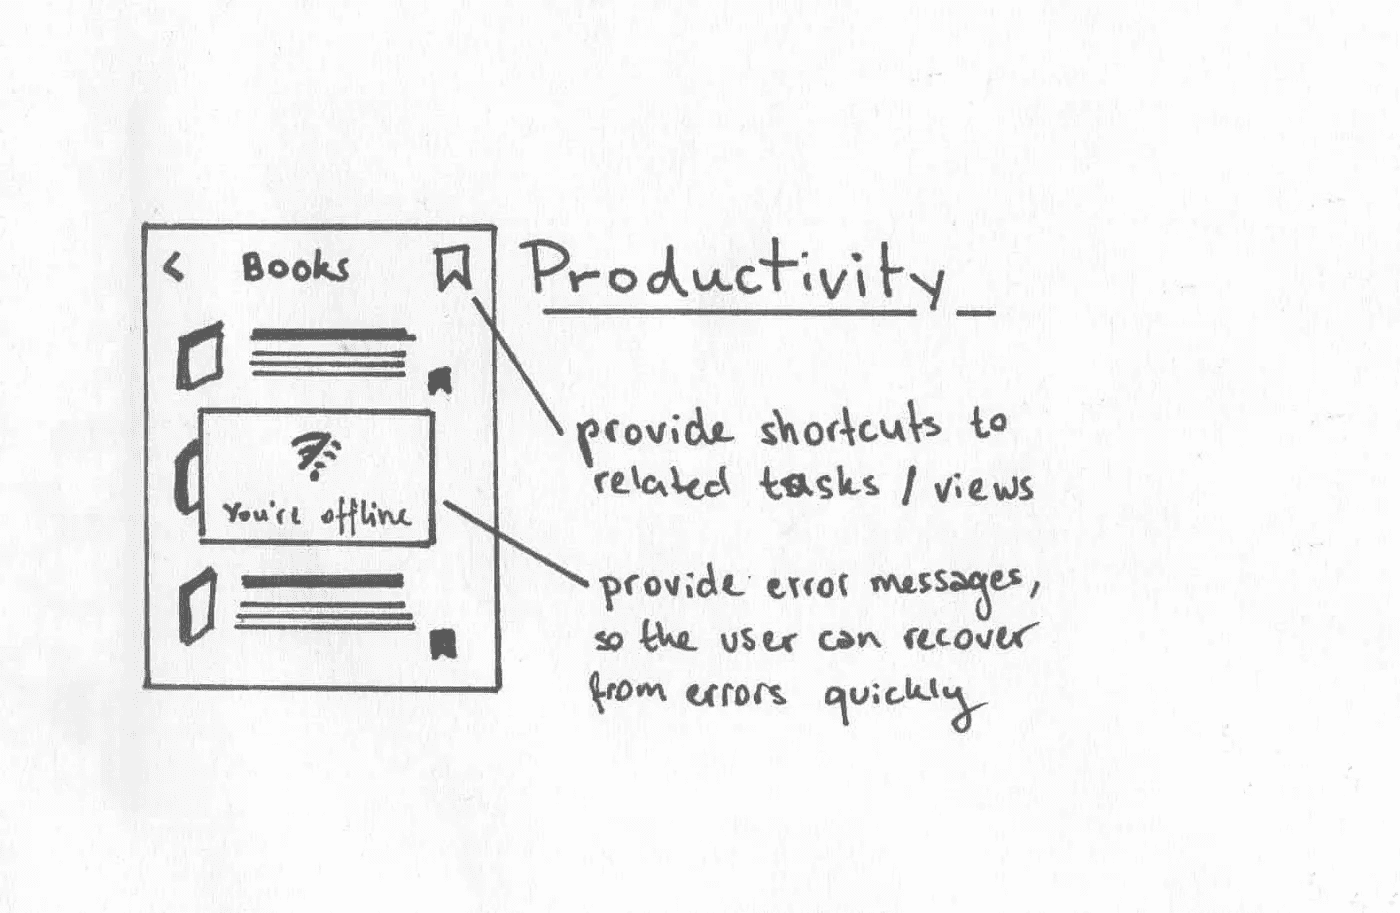 < Books
Productivity
provide shortcuts to
related tasks / views
You're offline
provide error messages,
so the user can recover
from errors quickly